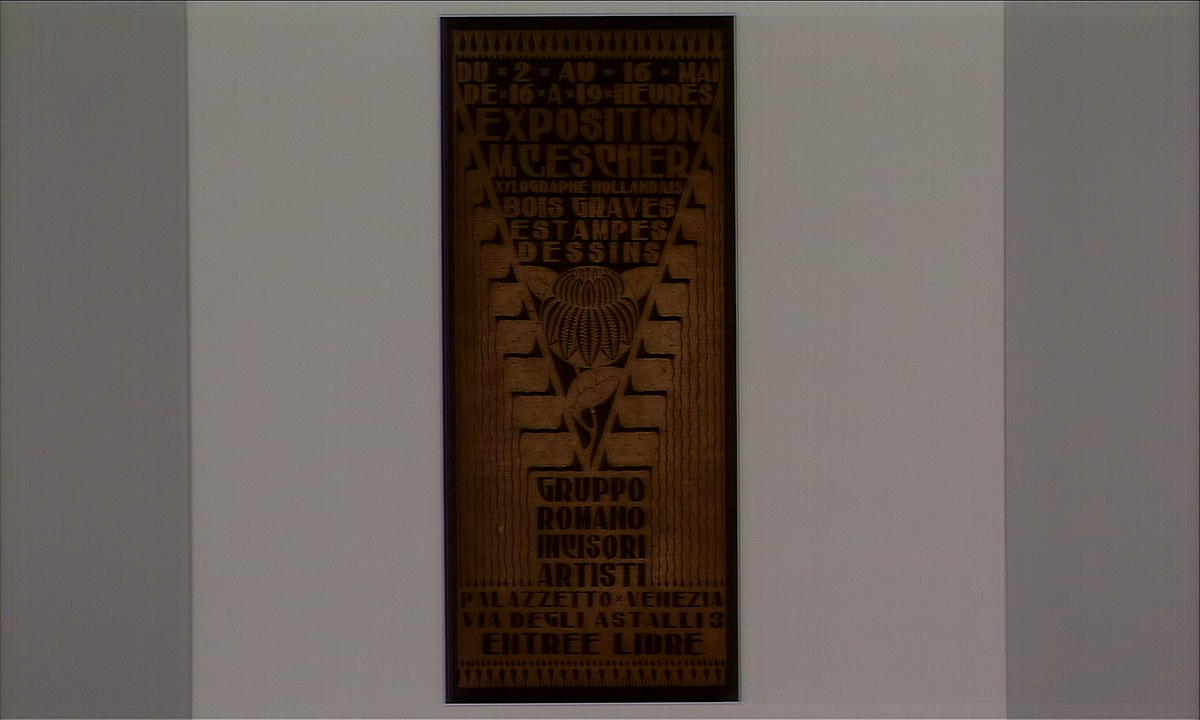 DU × 2 × AU × 16 × MAI
DE × 16 × A × 19 × HEURES
EXPOSITION
M.C.ESCHER
XYLOGRAPHE HOLLANDAIS
BOIS GRAVES
ESTAMPES
DESSINS
GRUPPO
ROMANO
INCISORI
ARTISTI
PALAZZETTO × VENEZIA
VIA DEGLI ASTALLI 3
ENTREE LIBRE